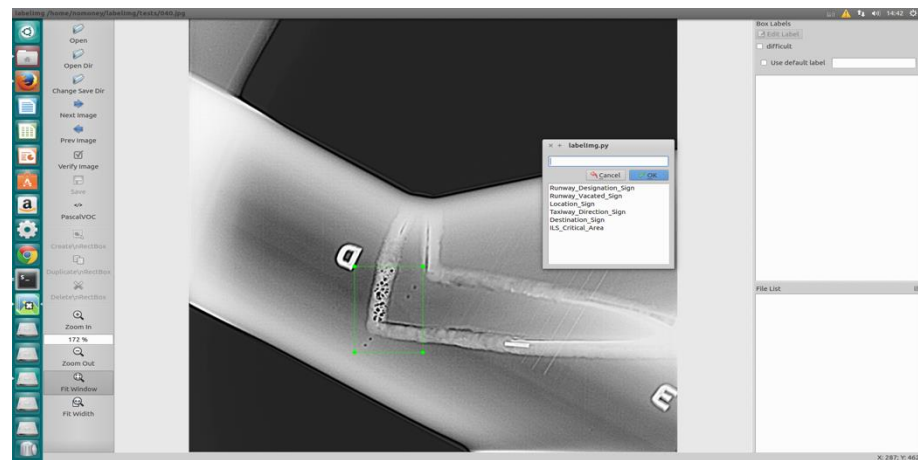 labelImg /home/nomoney/labelImg/tests/040.jpg
14:42
Open
Open Dir
Change Save Dir
Next Image
Prev Image
Verify Image
Save
</>
PascalVOC
Create\nRectBox
Duplicate\nRectBox
Delete\nRectBox
Zoom In
172 %
Zoom Out
Fit Window
Fit Width
D
E
labelImg.py
Cancel
OK
Runway_Designation_Sign
Runway_Vacated_Sign
Location_Sign
Taxiway_Direction_Sign
Destination_Sign
ILS_Critical_Area
Box Labels
Edit Label
difficult
Use default label
File List